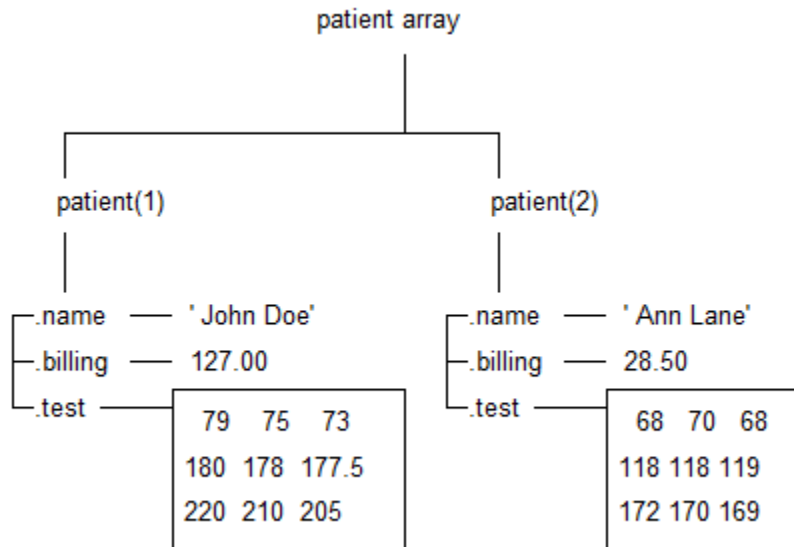 patient array
patient(1)
.name ' John Doe'
.billing 127.00
.test
79 75 73
180 178 177.5
220 210 205
patient(2)
.name ' Ann Lane'
.billing 28.50
.test
68 70 68
118 118 119
172 170 169